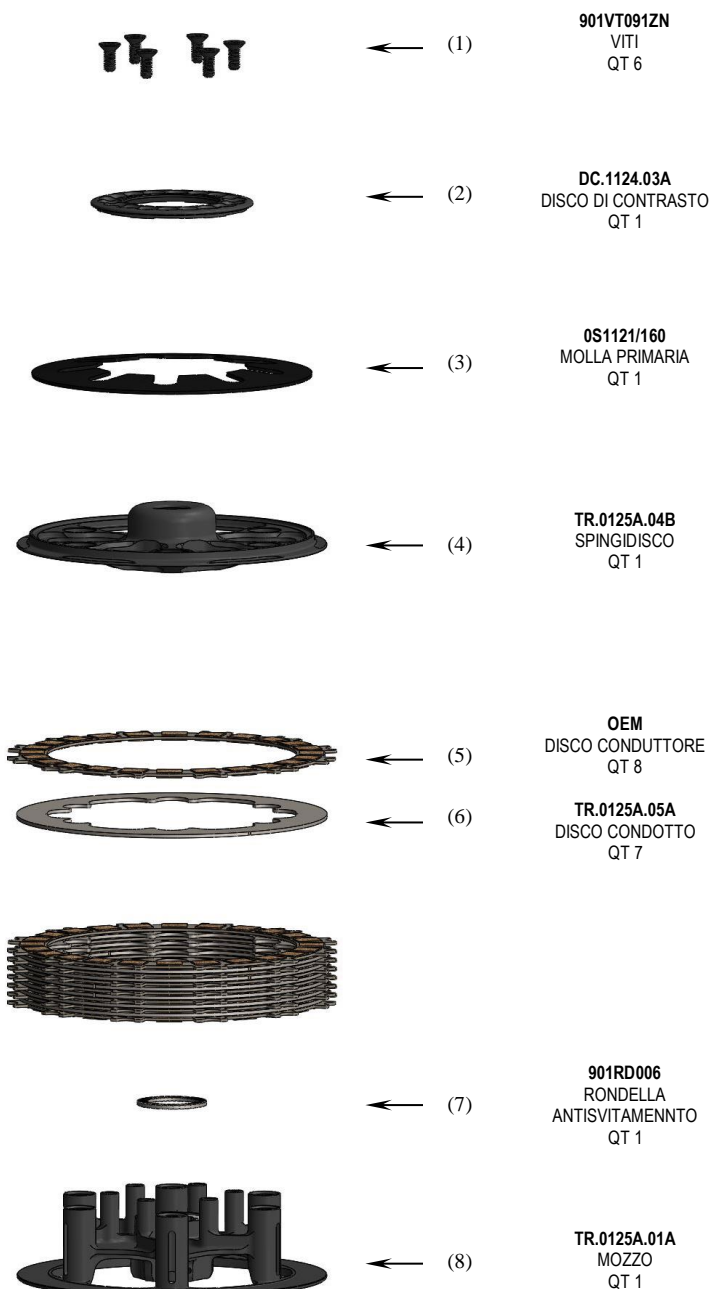 (1)
901VT091ZN
VITI
QT 6
(2)
DC.1124.03A
DISCO DI CONTRASTO
QT 1
(3)
0S1121/160
MOLLA PRIMARIA
QT 1
(4)
TR.0125A.04B
SPINGIDISCO
QT 1
(5)
OEM
DISCO CONDUTTORE
QT 8
(6)
TR.0125A.05A
DISCO CONDOTTO
QT 7
(7)
901RD006
RONDELLA
ANTISVITAMENNTO
QT 1
(8)
TR.0125A.01A
MOZZO
QT 1